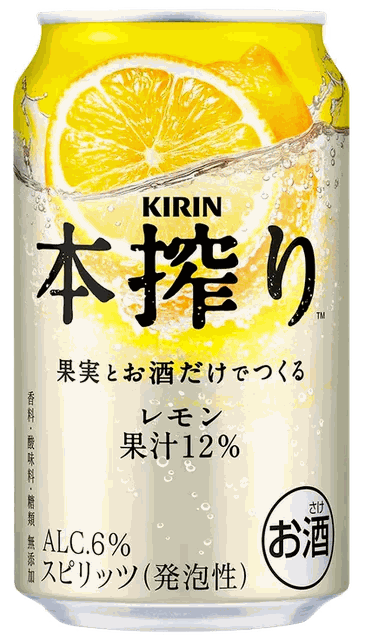 KIRIN
本搾り™
果実とお酒だけでつくる
レモン
果汁12%
香料・酸味料・糖類 無添加
ALC.6%
スピリッツ(発泡性)
さけ
お酒